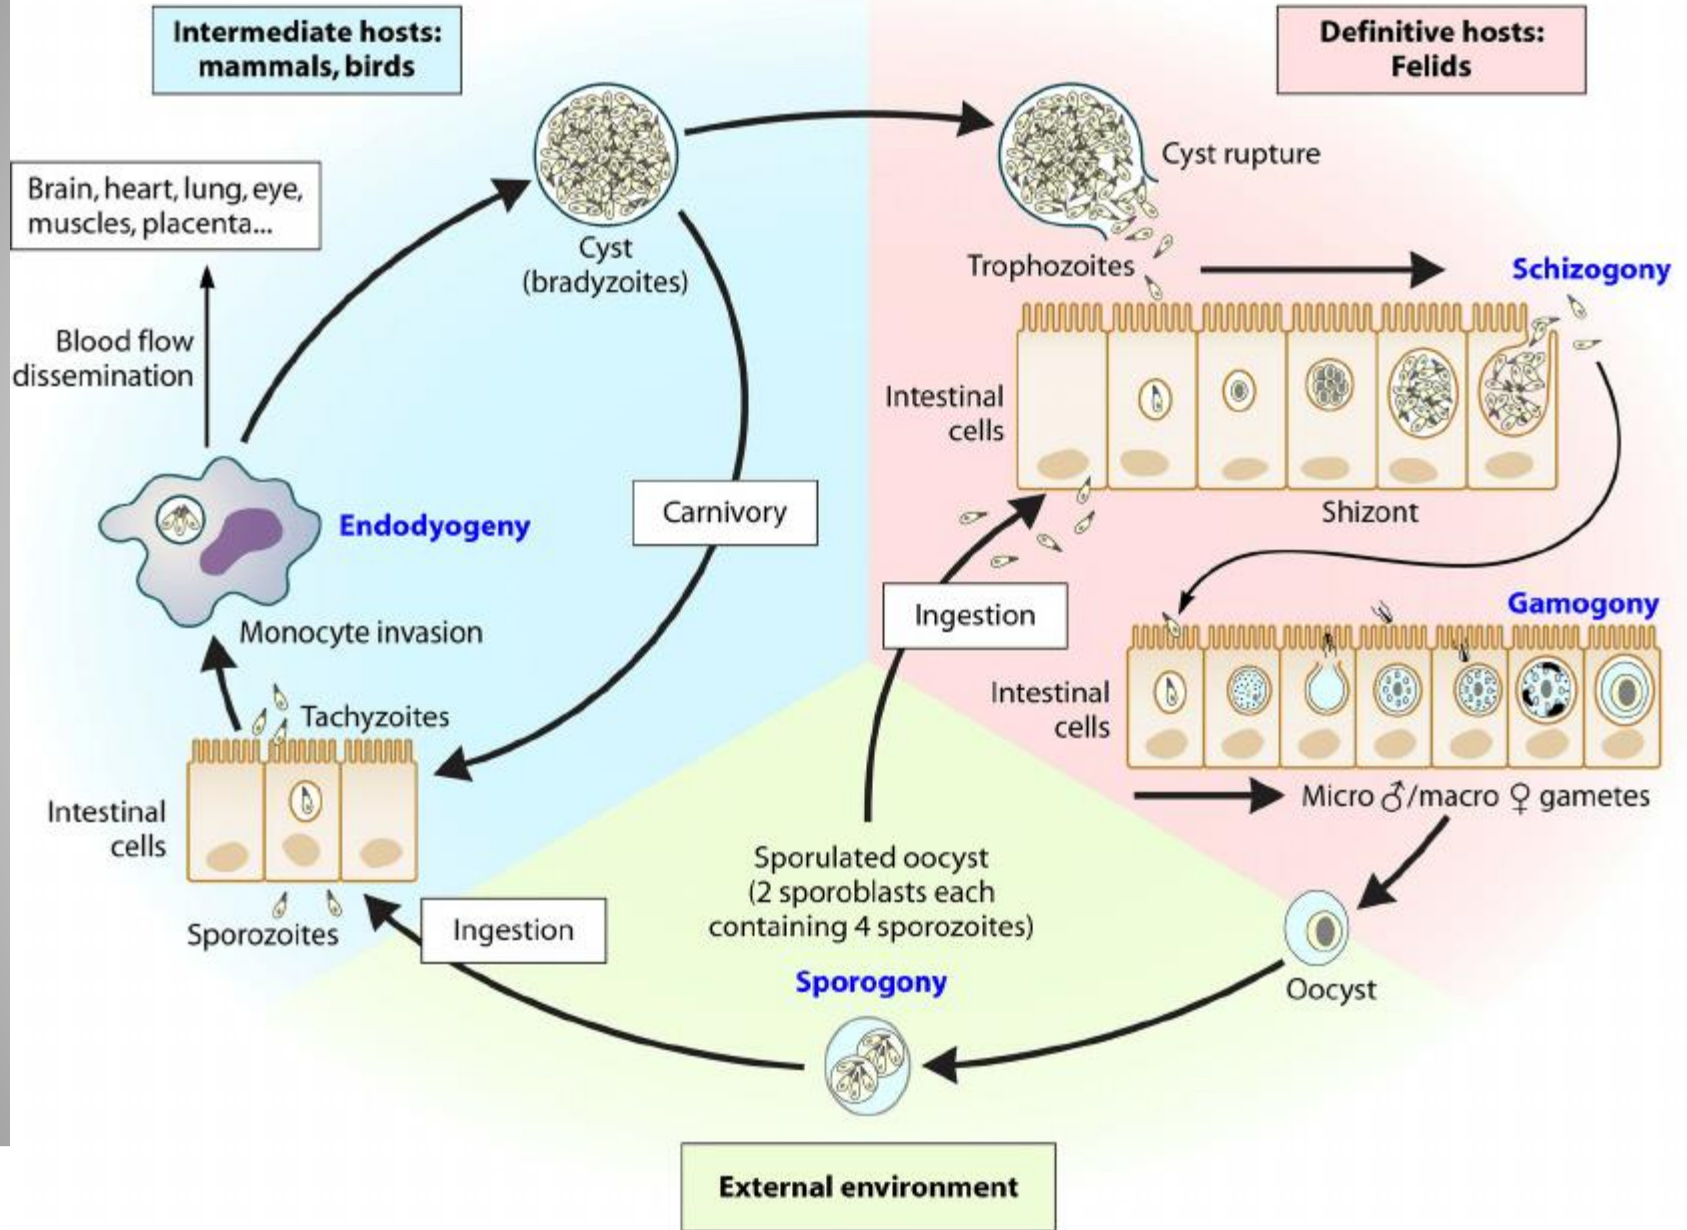 Intermediate hosts:
mammals, birds
Definitive hosts:
Felids
Brain, heart, lung, eye,
muscles, placenta...
Cyst
(bradyzoites)
Cyst rupture
Trophozoites
Schizogony
Blood flow
dissemination
Intestinal
cells
Shizont
Endodyogeny
Carnivory
Monocyte invasion
Ingestion
Gamogony
Tachyzoites
Intestinal
cells
Micro ♂/macro ♀ gametes
Intestinal
cells
Sporozoites
Ingestion
Sporulated oocyst
(2 sporoblasts each
containing 4 sporozoites)
Sporogony
Oocyst
External environment